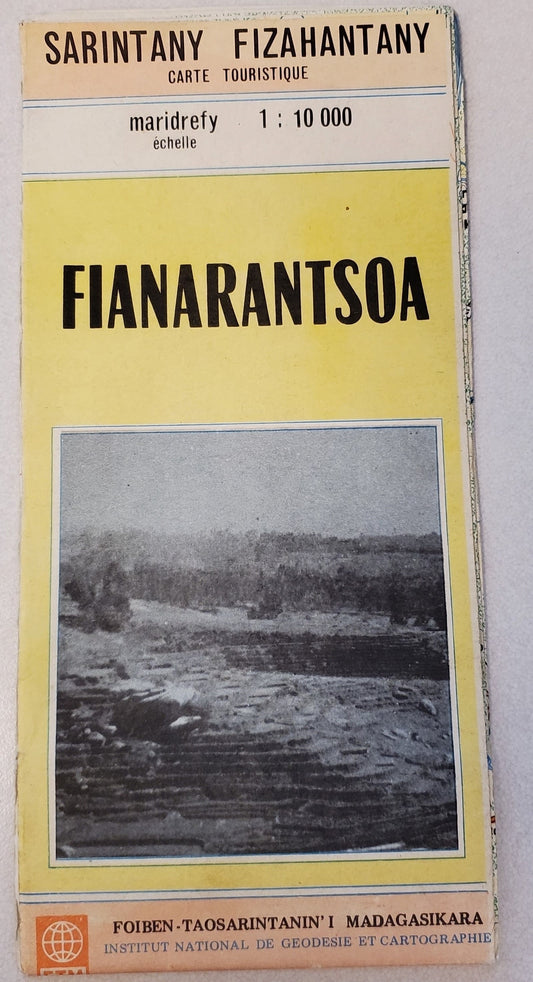 SARINTANY FIZAHANTANY
CARTE TOURISTIQUE
maridrefy 1 : 10 000
échelle
FIANARANTSOA
FOIBEN-TAOSARINTANIN' I MADAGASIKARA
INSTITUT NATIONAL DE GEODESIE ET CARTOGRAPHIE